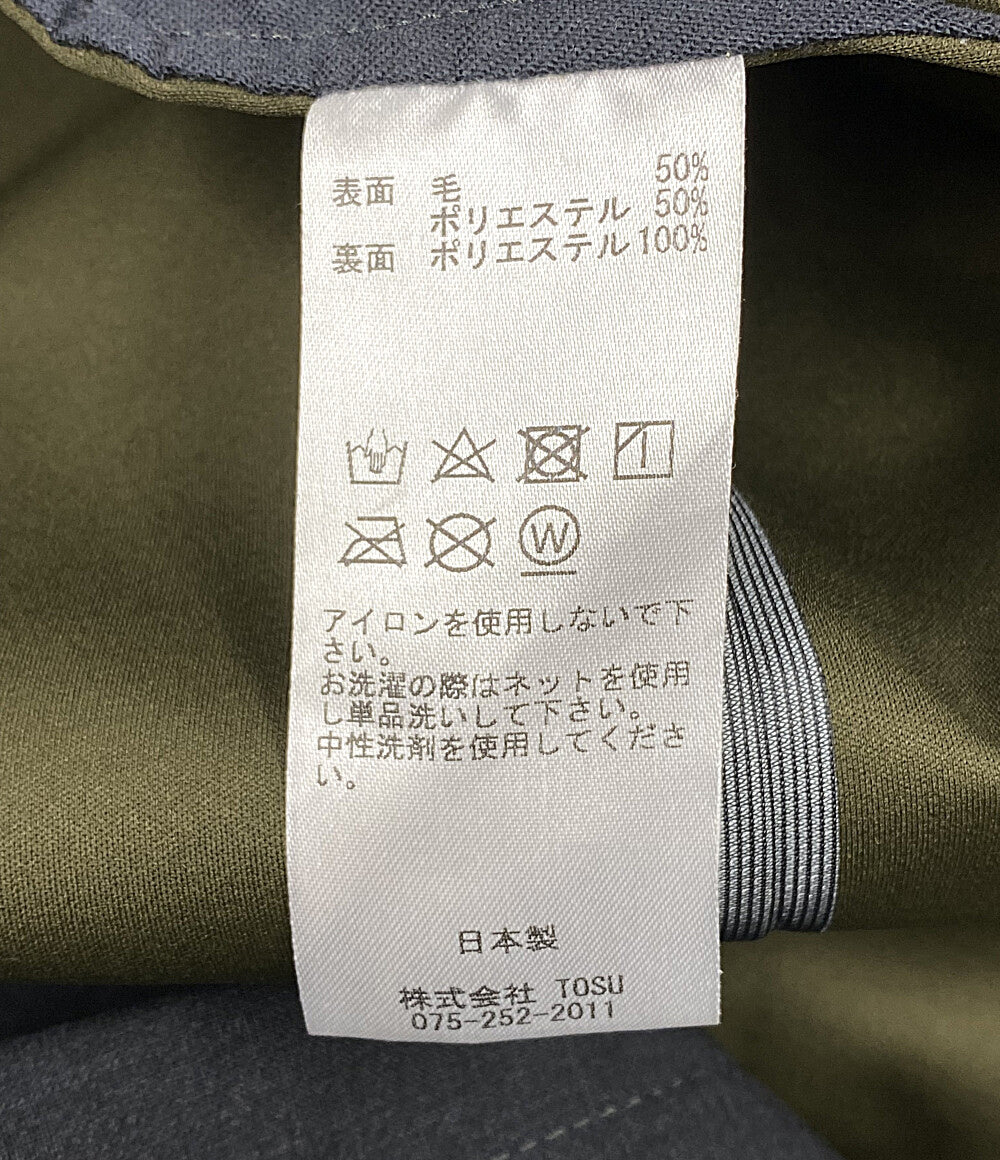 表面 毛 50%
ポリエステル 50%
裏面 ポリエステル 100%
W
アイロンを使用しないで下
さい。
お洗濯の際はネットを使用
し単品洗いして下さい。
中性洗剤を使用してくださ
い。
日本製
株式会社 TOSU
075-252-2011